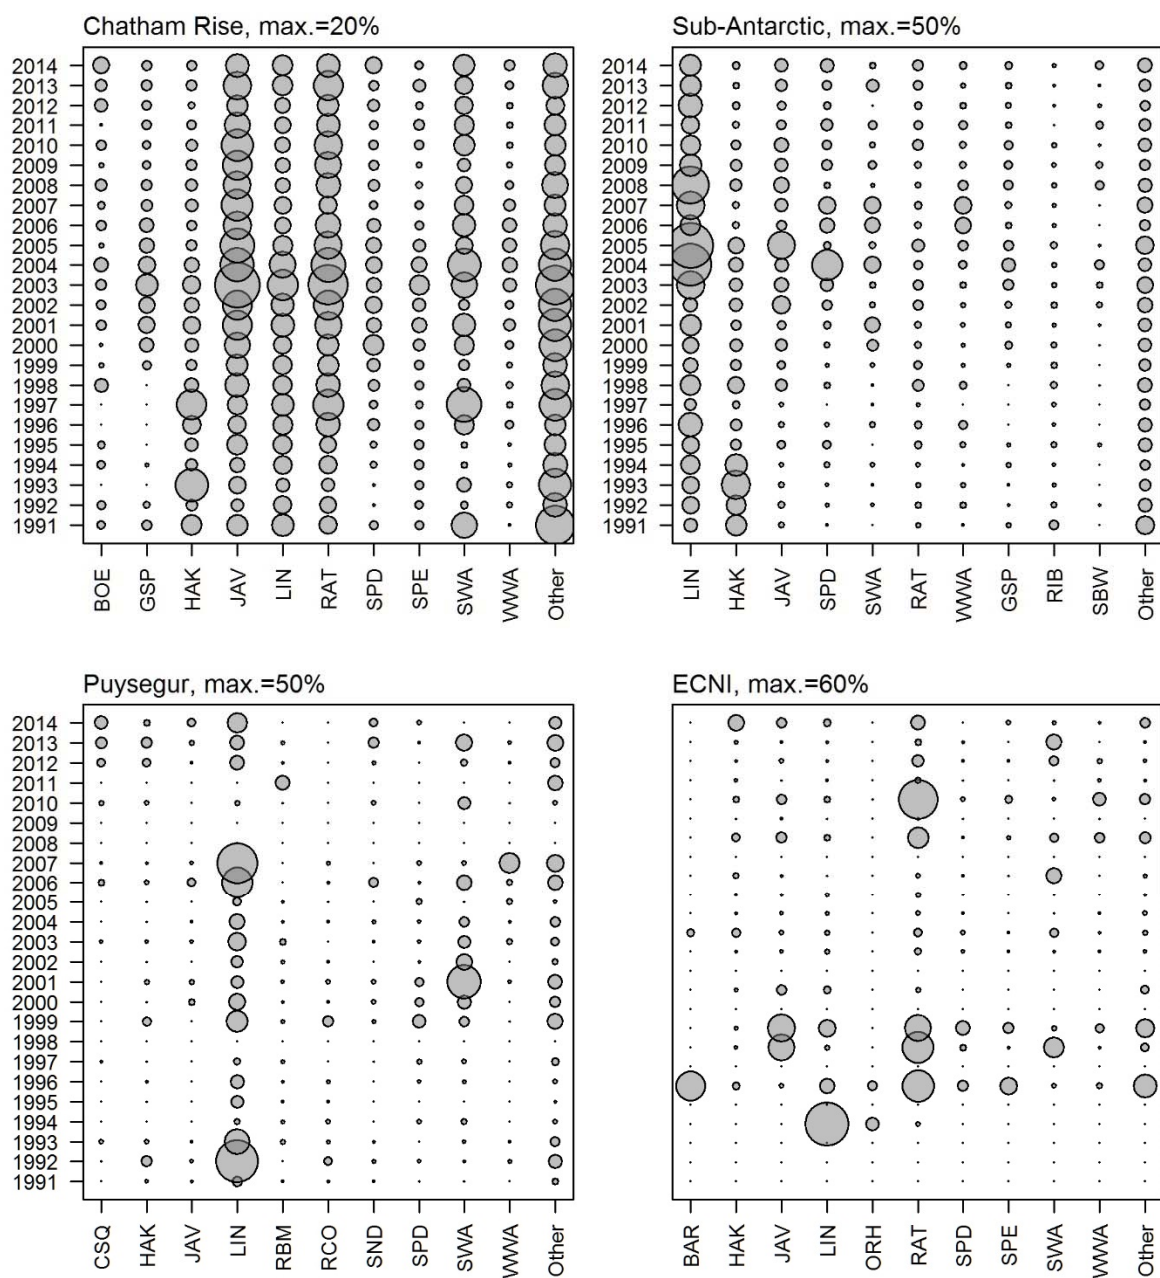 Chatham Rise, max.=20%
2014
2013
2012
2011
2010
2009
2008
2007
2006
2005
2004
2003
2002
2001
2000
1999
1998
1997
1996
1995
1994
1993
1992
1991
BOE
GSP
HAK
JAV
LIN
RAT
SPD
SPE
SWA
WWA
Other
Sub-Antarctic, max.=50%
2014
2013
2012
2011
2010
2009
2008
2007
2006
2005
2004
2003
2002
2001
2000
1999
1998
1997
1996
1995
1994
1993
1992
1991
LIN
HAK
JAV
SPD
SWA
RAT
WWA
GSP
RIB
SBW
Other
Puysegur, max.=50%
2014
2013
2012
2011
2010
2009
2008
2007
2006
2005
2004
2003
2002
2001
2000
1999
1998
1997
1996
1995
1994
1993
1992
1991
CSQ
HAK
JAV
LIN
RBM
RCO
SND
SPD
SWA
WWA
Other
ECNI, max.=60%
BAR
HAK
JAV
LIN
ORH
RAT
SPD
SPE
SWA
WWA
Other